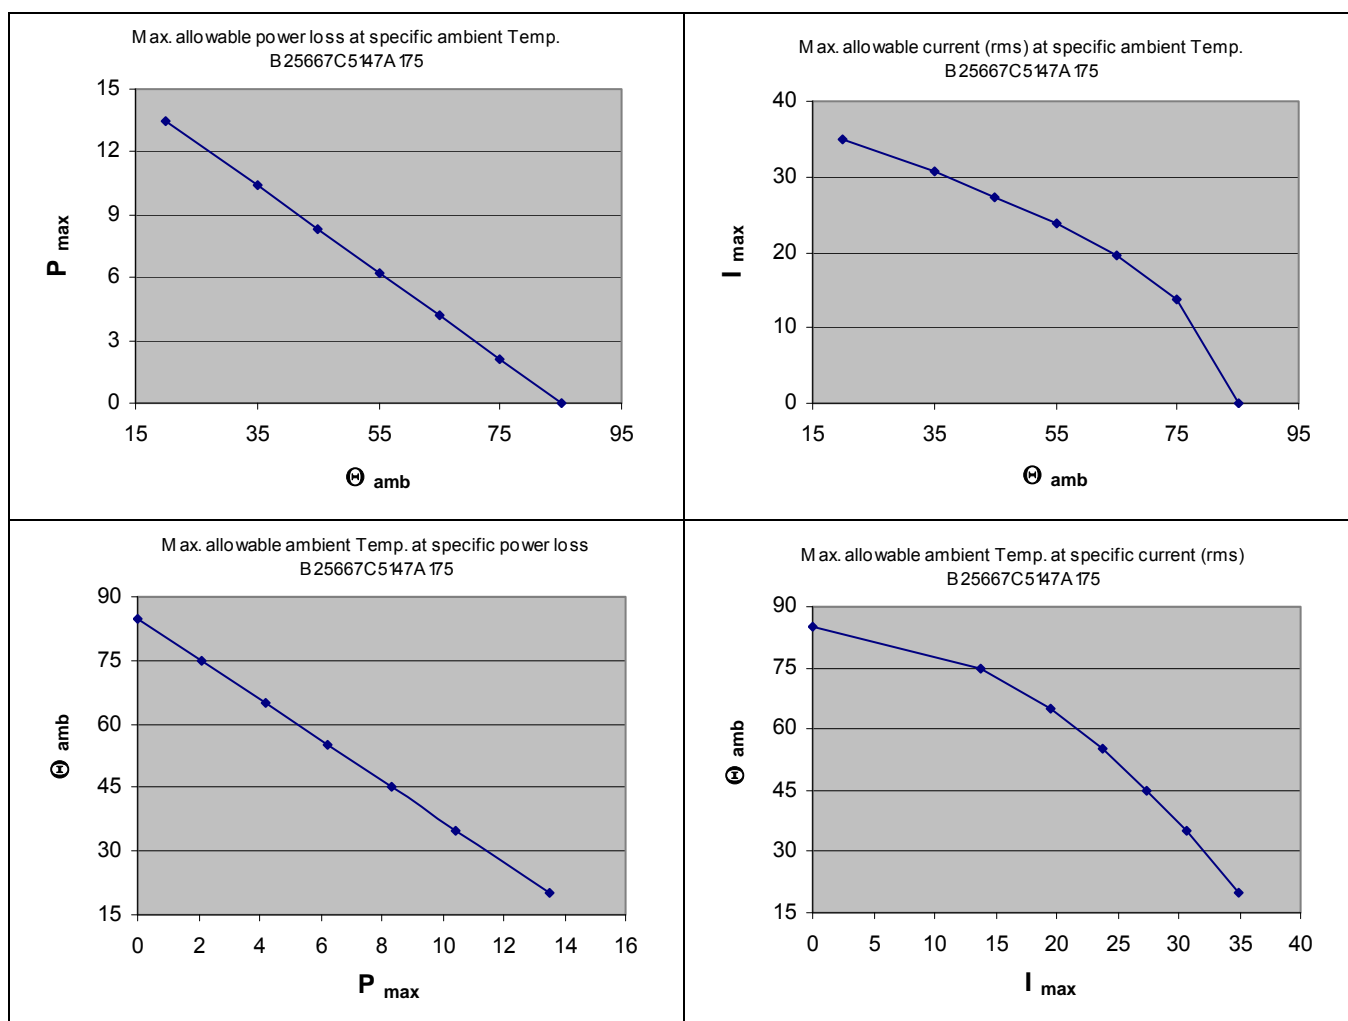 Max. allowable power loss at specific ambient Temp.
B25667C5147A175
15
12
9
6
3
0
P max
15 35 55 75 95
Θ amb
Max. allowable current (rms) at specific ambient Temp.
B25667C5147A175
40
30
20
10
0
I max
15 35 55 75 95
Θ amb
Max. allowable ambient Temp. at specific power loss
B25667C5147A175
90
75
60
45
30
15
Θ amb
0 2 4 6 8 10 12 14 16
P max
Max. allowable ambient Temp. at specific current (rms)
B25667C5147A175
90
75
60
45
30
15
Θ amb
0 5 10 15 20 25 30 35 40
I max